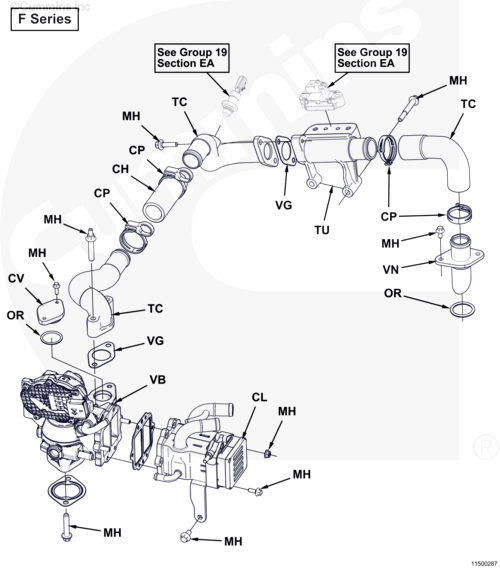 ©Cummins Inc
F Series
See Group 19
Section EA
See Group 19
Section EA
MH
TC
TC
MH
CP
CH
CP
VG
TU
CP
MH
MH
MH
VN
CV
OR
TC
OR
VG
VB
CL
MH
MH
MH
MH
11500287
Cummins
®